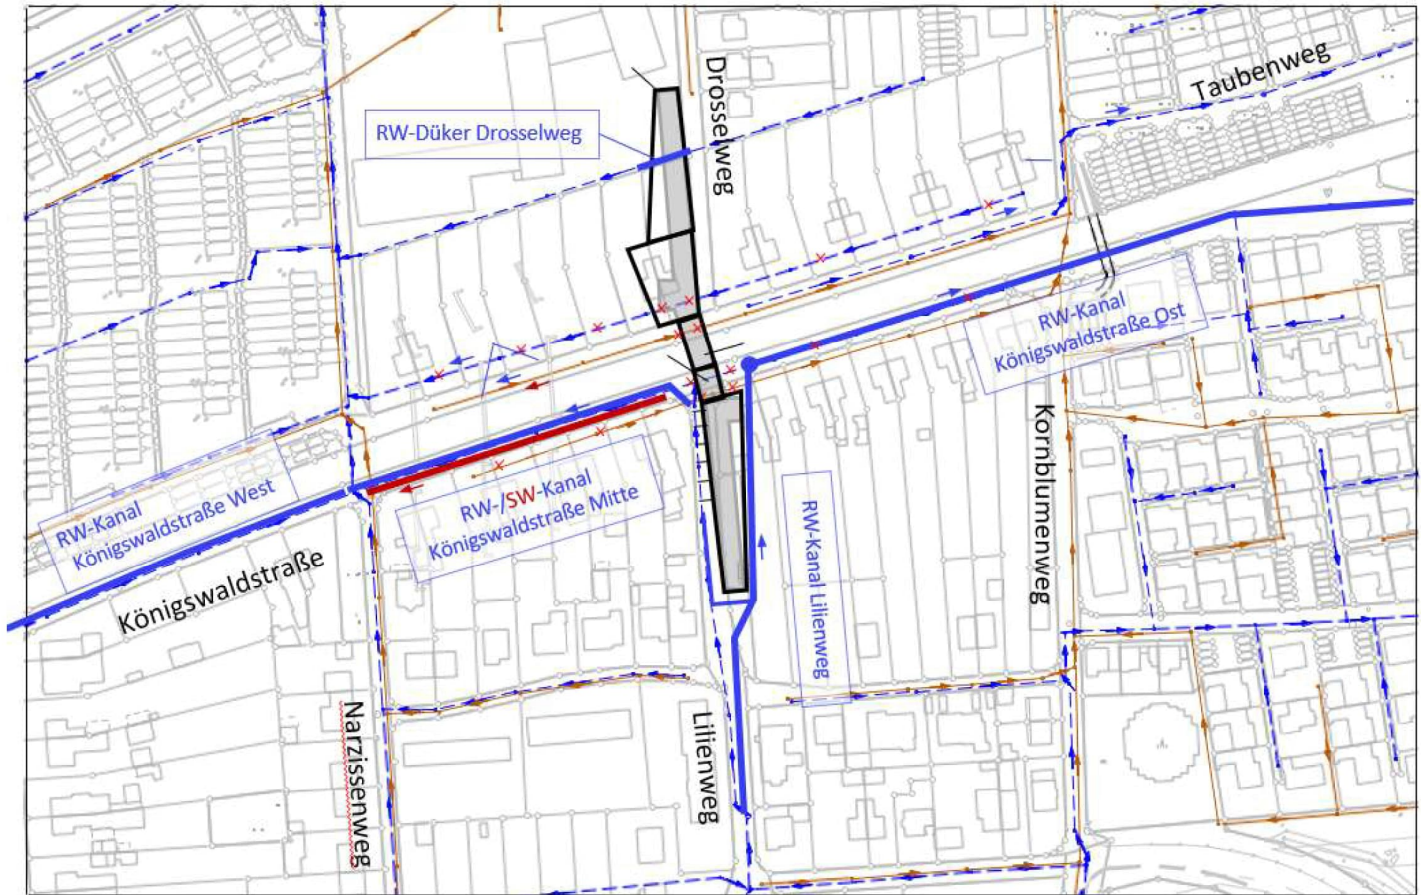 Taubenweg
Drosselweg
RW-Düker Drosselweg
RW-Kanal
Königswaldstraße Ost
RW-Kanal
Königswaldstraße West
RW-/SW-Kanal
Königswaldstraße Mitte
Königswaldstraße
RW-Kanal Lilienweg
Kornblumenweg
Narzissenweg
Lilienweg